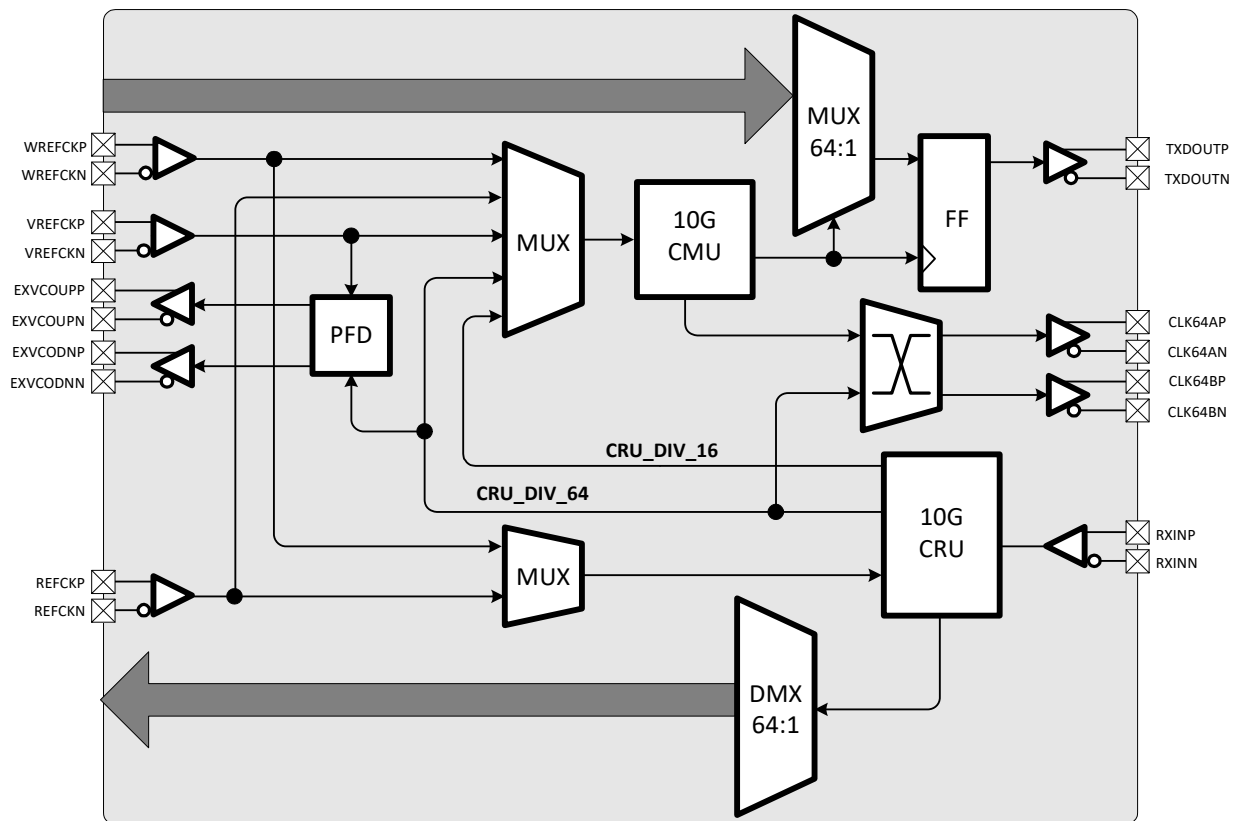 MUX
64:1
WREFCKP
WREFCKN
TXDOUTP
TXDOUTN
VREFCKP
VREFCKN
MUX
10G
CMU
FF
EXVCOUPP
EXVCOUPN
EXVCODNP
EXVCODNN
PFD
CLK64AP
CLK64AN
CLK64BP
CLK64BN
CRU_DIV_16
CRU_DIV_64
10G
CRU
RXINP
RXINN
REFCKP
REFCKN
MUX
DMX
64:1